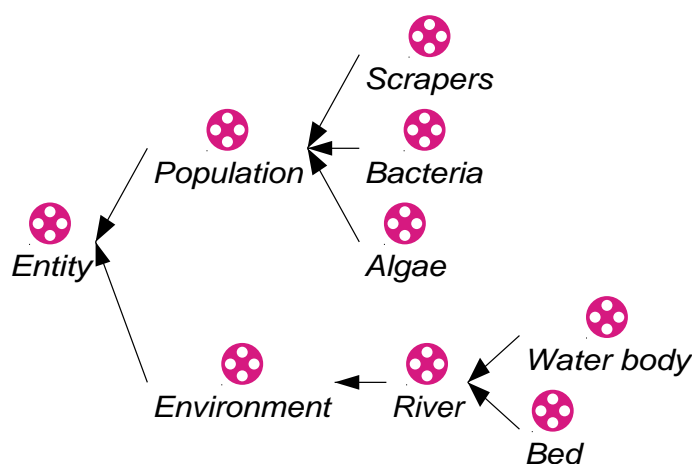 Scrapers
Population
Bacteria
Entity
Algae
Water body
Environment
River
Bed